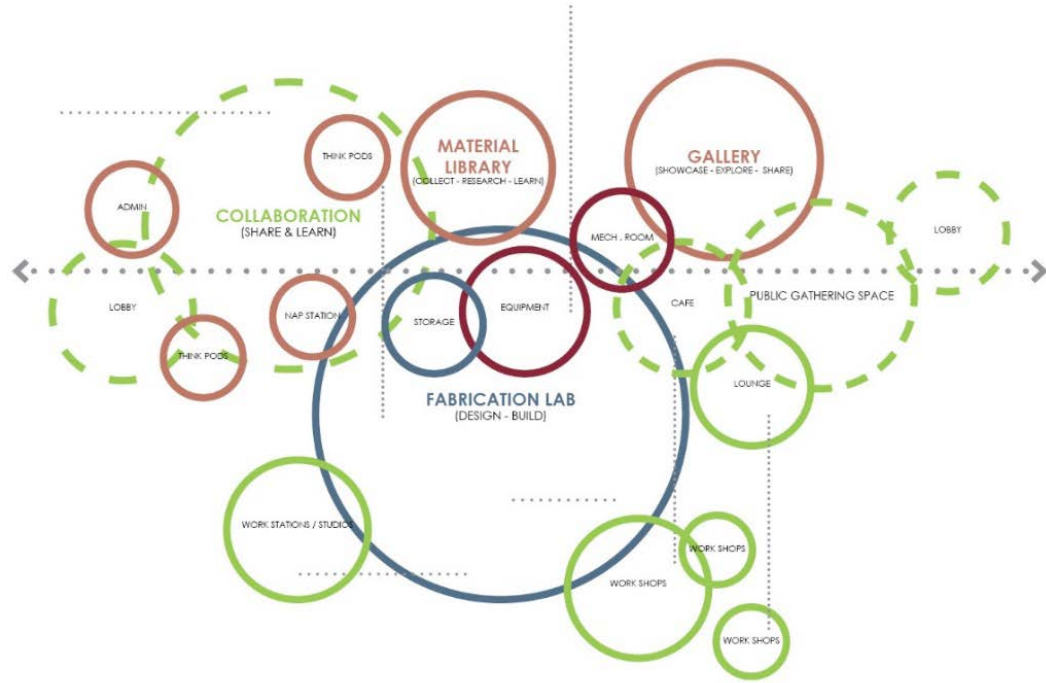 THINK PODS
MATERIAL
LIBRARY
(COLLECT - RESEARCH - LEARN)
GALLERY
(SHOWCASE - EXPLORE - SHARE)
ADMIN
COLLABORATION
(SHARE & LEARN)
MECH . ROOM
LOBBY
LOBBY
NAP STATION
STORAGE
EQUIPMENT
CAFE
PUBLIC GATHERING SPACE
THINK PODS
LOUNGE
FABRICATION LAB
(DESIGN - BUILD)
WORK STATIONS / STUDIOS
WORK SHOPS
WORK SHOPS
WORK SHOPS